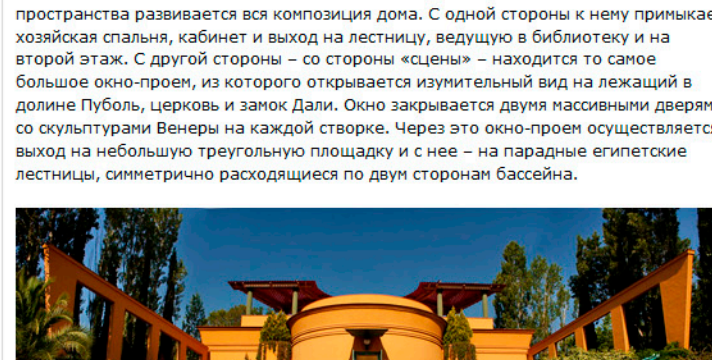 пространства развивается вся композиция дома. С одной стороны к нему примыкае
хозяйская спальня, кабинет и выход на лестницу, ведущую в библиотеку и на
второй этаж. С другой стороны – со стороны «сцены» – находится то самое
большое окно-проем, из которого открывается изумительный вид на лежащий в
долине Пуболь, церковь и замок Дали. Окно закрывается двумя массивными дверям
со скульптурами Венеры на каждой створке. Через это окно-проем осуществляетс
выход на небольшую треугольную площадку и с нее – на парадные египетские
лестницы, симметрично расходящиеся по двум сторонам бассейна.